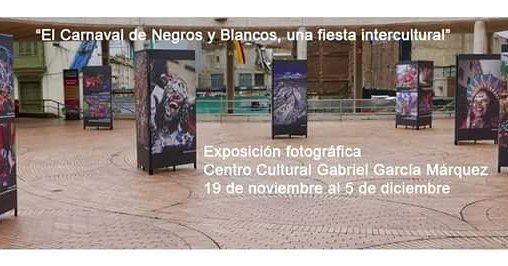 “El Carnaval de Negros y Blancos, una fiesta intercultural”
Exposición fotográfica
Centro Cultural Gabriel García Márquez
19 de noviembre al 5 de diciembre